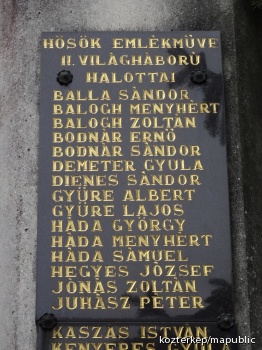 HŐSÖK EMLÉKMŰVE
II. VILÁGHÁBORÚ
HALOTTAI
BALLA SÁNDOR
BALOGH MENYHÉRT
BALOGH ZOLTÁN
BODNÁR ERNŐ
BODNÁR SÁNDOR
DEMETER GYULA
DIENES SÁNDOR
GYÜRE ALBERT
GYÜRE LAJOS
HADA GYÖRGY
HADA MENYHÉRT
HADA SÁMUEL
HEGYES JÓZSEF
JÓNÁS ZOLTÁN
JUHÁSZ PÉTER
KASZÁS ISTVÁN
KENYERES
kozterkep/mapublic